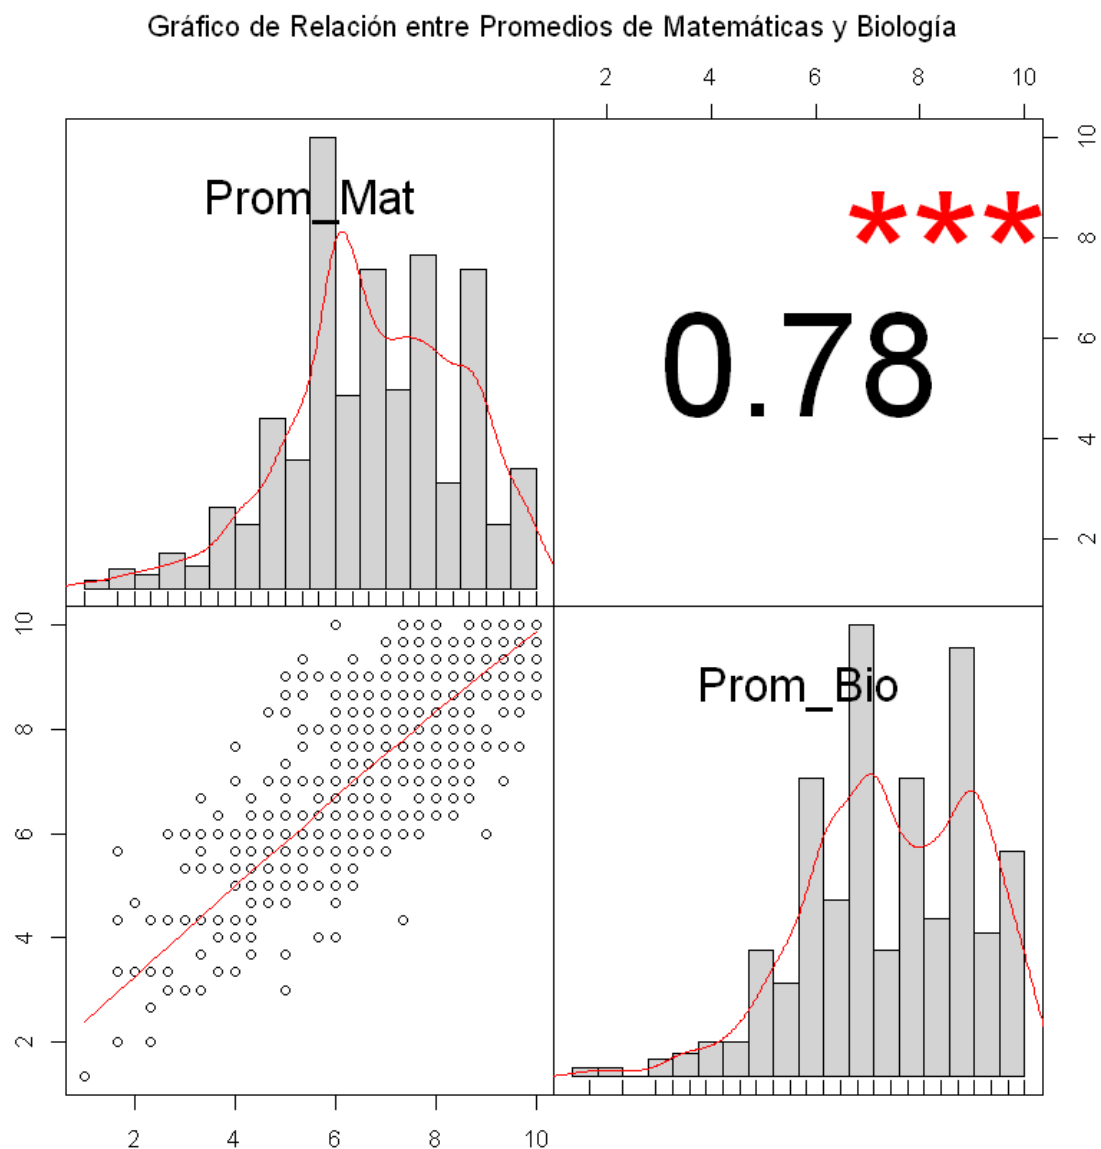 Gráfico de Relación entre Promedios de Matemáticas y Biología
2 4 6 8 10
Prom_Mat
***
0.78
10
8
6
4
2
10
8
6
4
2
Prom_Bio
2 4 6 8 10